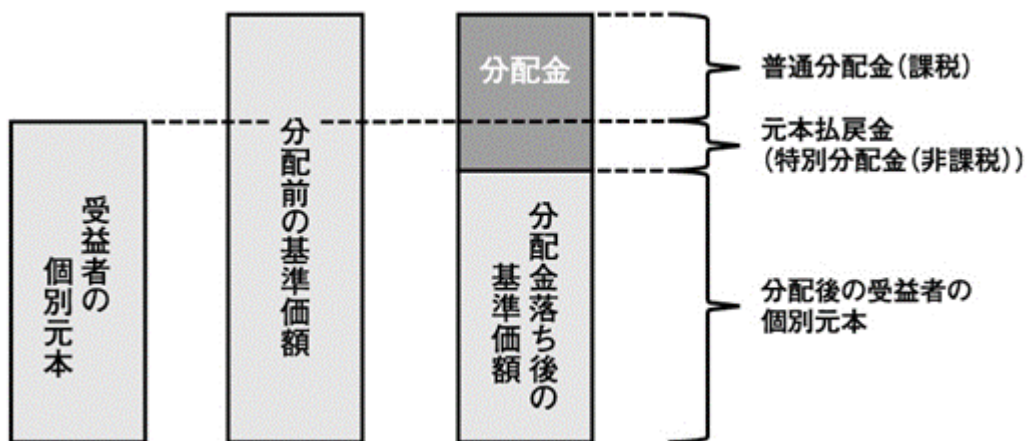 受益者の
個別元本
分配前の基準価額
分配金
分配金落ち後の
基準価額
普通分配金(課税)
元本払戻金
(特別分配金(非課税))
分配後の受益者の
個別元本